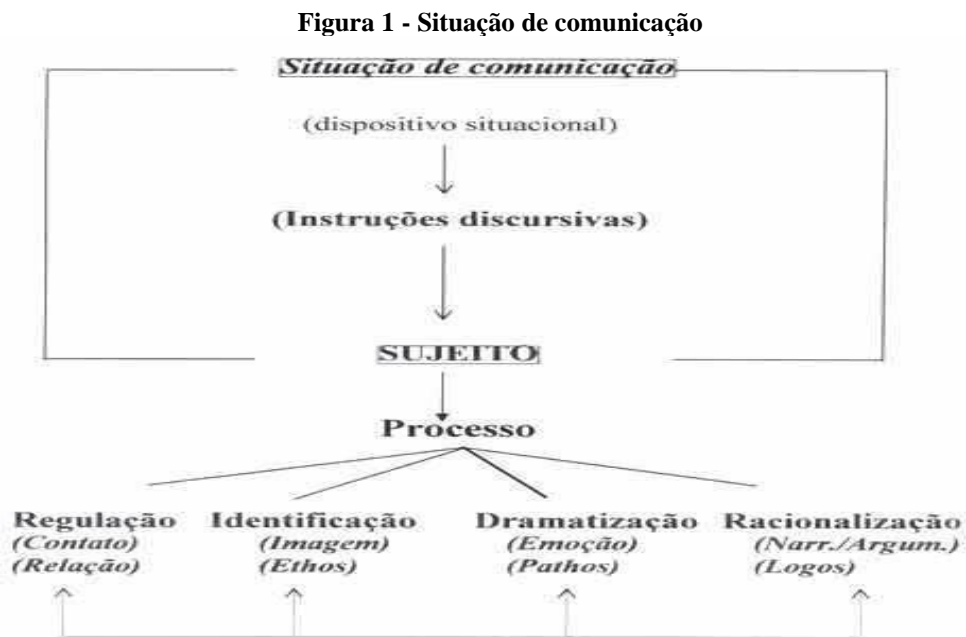 Figura 1 - Situação de comunicação
Situação de comunicação
(dispositivo situacional)
(Instruções discursivas)
SUJEITO
Processo
Regulação Identificação Dramatização Racionalização
(Contato) (Imagem) (Emoção) (Narr./Argum.)
(Relação) (Ethos) (Pathos) (Logos)